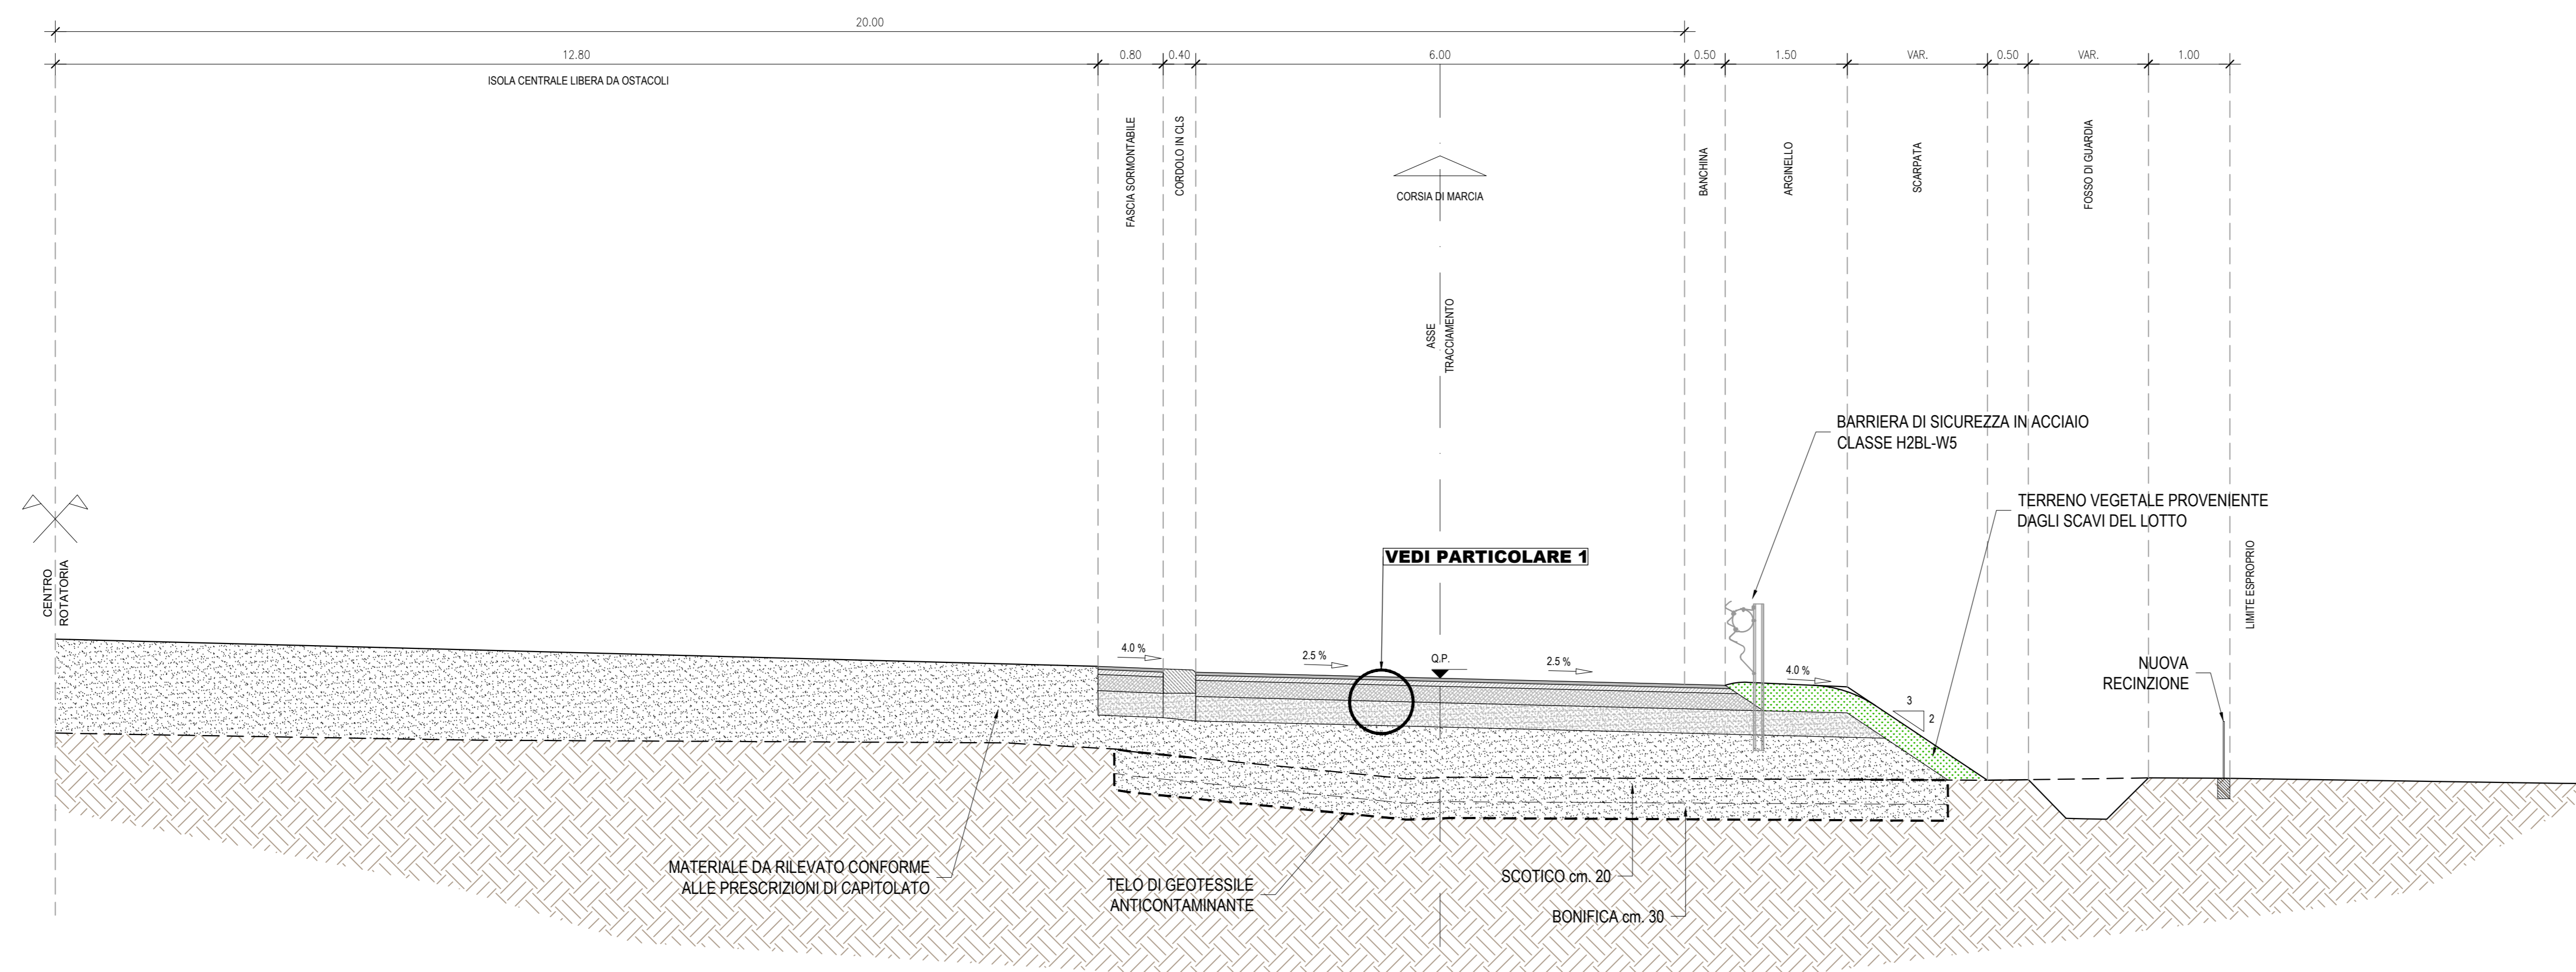 20.00
12.80
0.80
0.40
6.00
0.50
1.50
VAR.
0.50
VAR.
1.00
ISOLA CENTRALE LIBERA DA OSTACOLI
FASCIA SORMONTABILE
CORDOLO IN CLS
CORSIA DI MARCIA
BANCHINA
ARGINELLO
SCARPATA
FOSSO DI GUARDIA
ASSE
TRACCIAMENTO
BARRIERA DI SICUREZZA IN ACCIAIO
CLASSE H2BL-W5
TERRENO VEGETALE PROVENIENTE
DAGLI SCAVI DEL LOTTO
LIMITE ESPROPRIO
CENTRO
ROTATORIA
VEDI PARTICOLARE 1
4.0 %
2.5 %
Q.P.
2.5 %
4.0 %
3
2
NUOVA
RECINZIONE
MATERIALE DA RILEVATO CONFORME
ALLE PRESCRIZIONI DI CAPITOLATO
TELO DI GEOTESSILE
ANTICONTAMINANTE
SCOTICO cm. 20
BONIFICA cm. 30